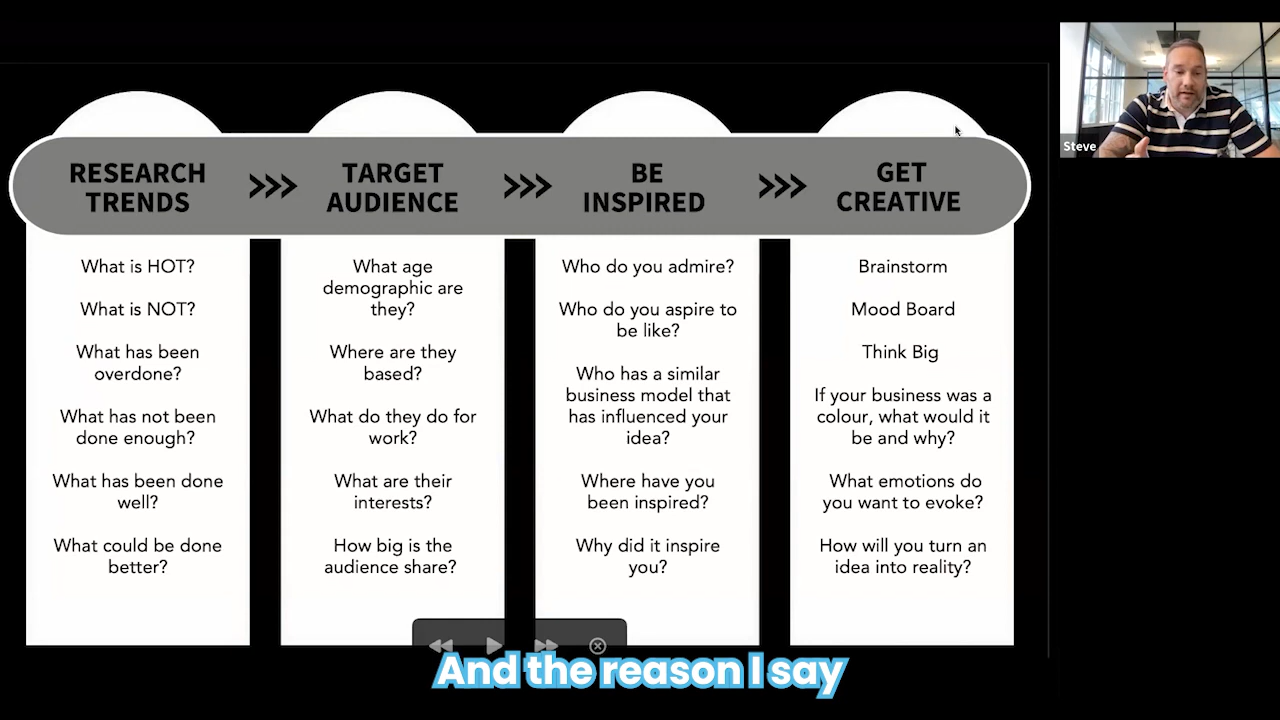 RESEARCH
TRENDS
TARGET
AUDIENCE
BE
INSPIRED
GET
CREATIVE
What is HOT?
What is NOT?
What has been
overdone?
What has not been
done enough?
What has been done
well?
What could be done
better?
What age
demographic are
they?
Where are they
based?
What do they do for
work?
What are their
interests?
How big is the
audience share?
Who do you admire?
Who do you aspire to
be like?
Who has a similar
business model that
has influenced your
idea?
Where have you
been inspired?
Why did it inspire
you?
Brainstorm
Mood Board
Think Big
If your business was a
colour, what would it
be and why?
What emotions do
you want to evoke?
How will you turn an
idea into reality?
Steve
And the reason I say